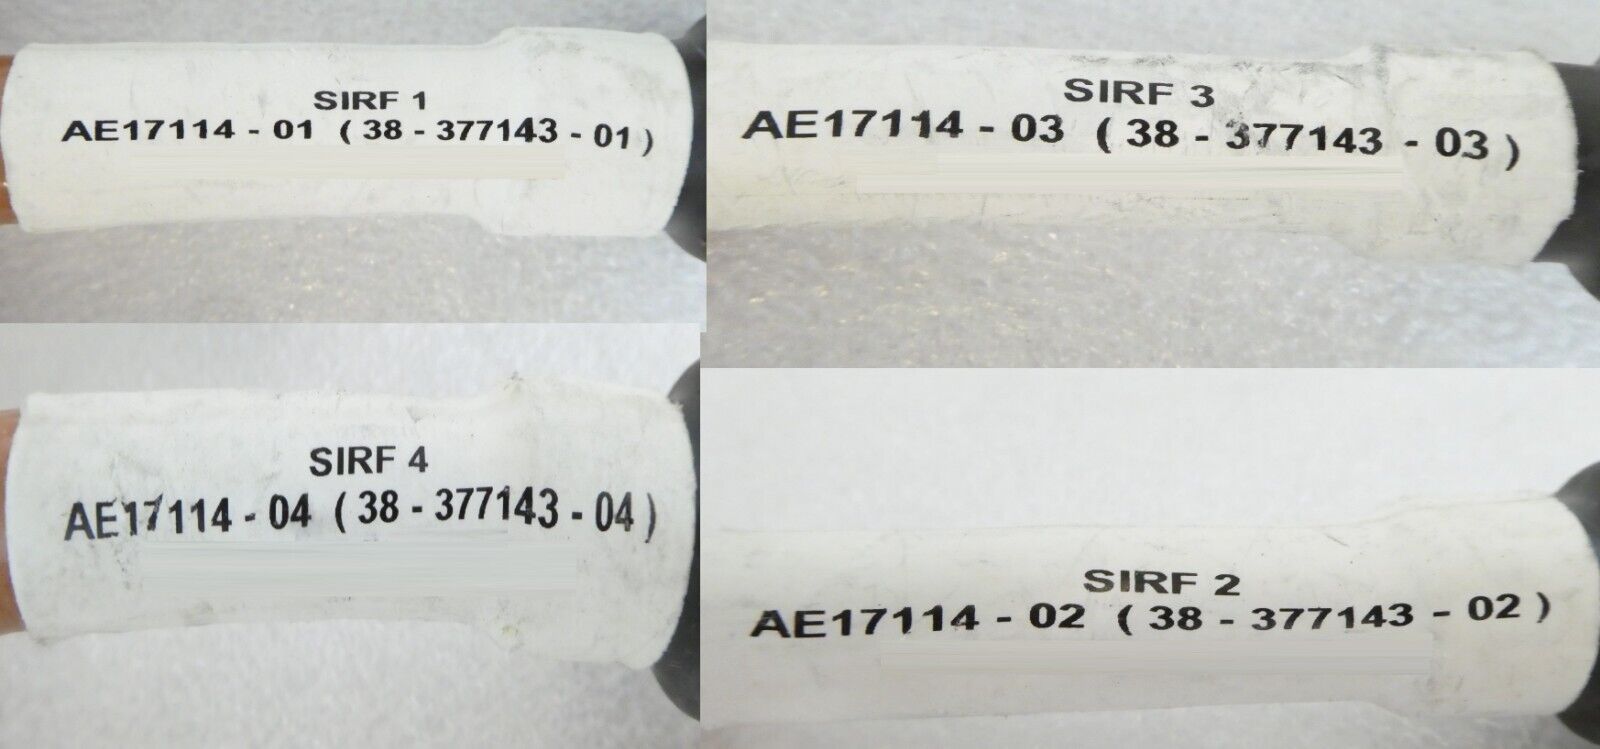 SIRF 1
AE17114 - 01 ( 38 - 377143 - 01 )
SIRF 3
AE17114 - 03 ( 38 - 377143 - 03 )
SIRF 4
AE17114 - 04 ( 38 - 377143 - 04 )
SIRF 2
AE17114 - 02 ( 38 - 377143 - 02 )